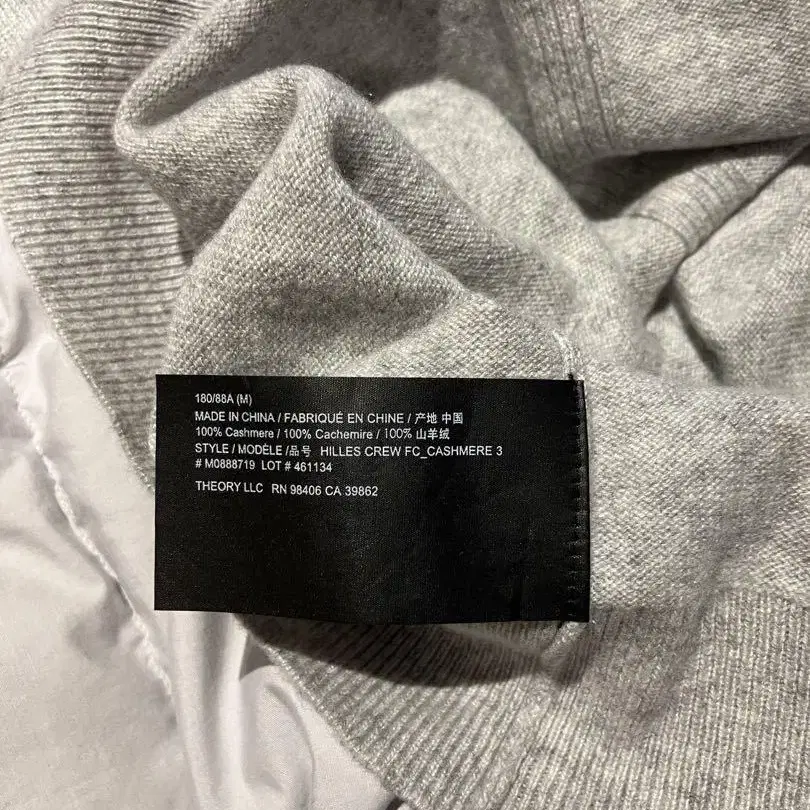 180/88A (M)
MADE IN CHINA / FABRIQUÉ EN CHINE / 产地 中国
100% Cashmere / 100% Cachemire / 100% 山羊绒
STYLE / MODÈLE /品号 HILLES CREW FC_CASHMERE 3
# M0888719 LOT # 461134
THEORY LLC RN 98406 CA 39862